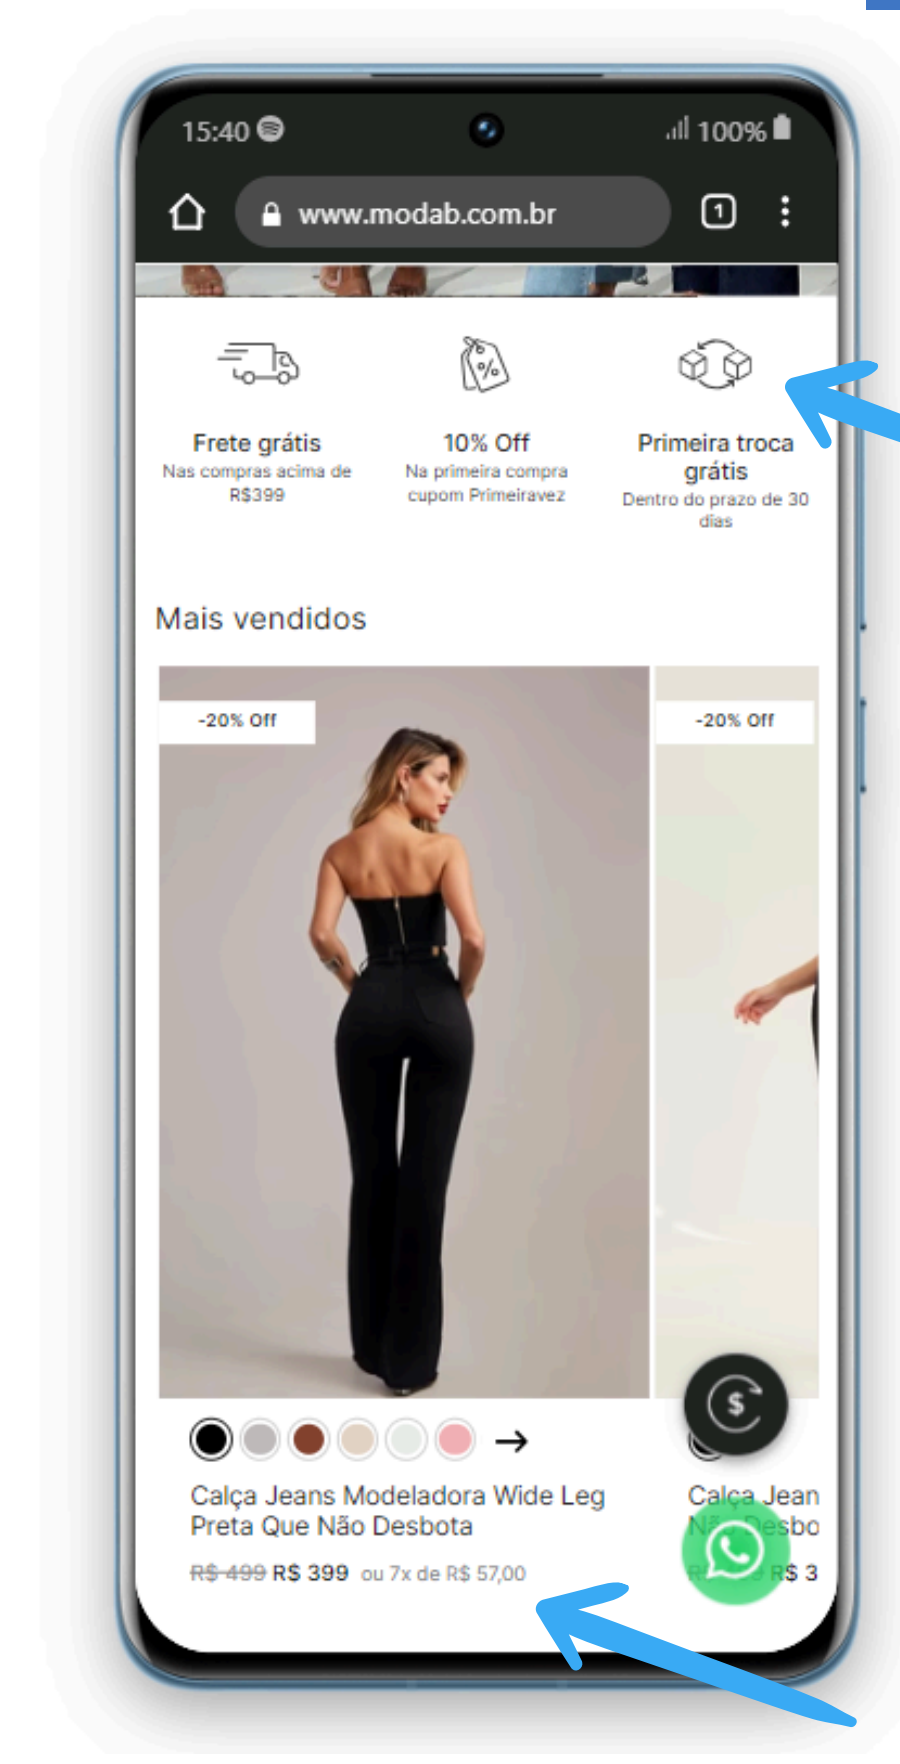 15:40
100%
www.modab.com.br
1
Frete grátis
Nas compras acima de
R$399
10% Off
Na primeira compra
cupom Primeiravez
Primeira troca
grátis
Dentro do prazo de 30
dias
Mais vendidos
-20% Off
-20% Off
Calça Jeans Modeladora Wide Leg
Preta Que Não Desbota
R$ 499 R$ 399 ou 7x de R$ 57,00
Calça Jean
R$ 3